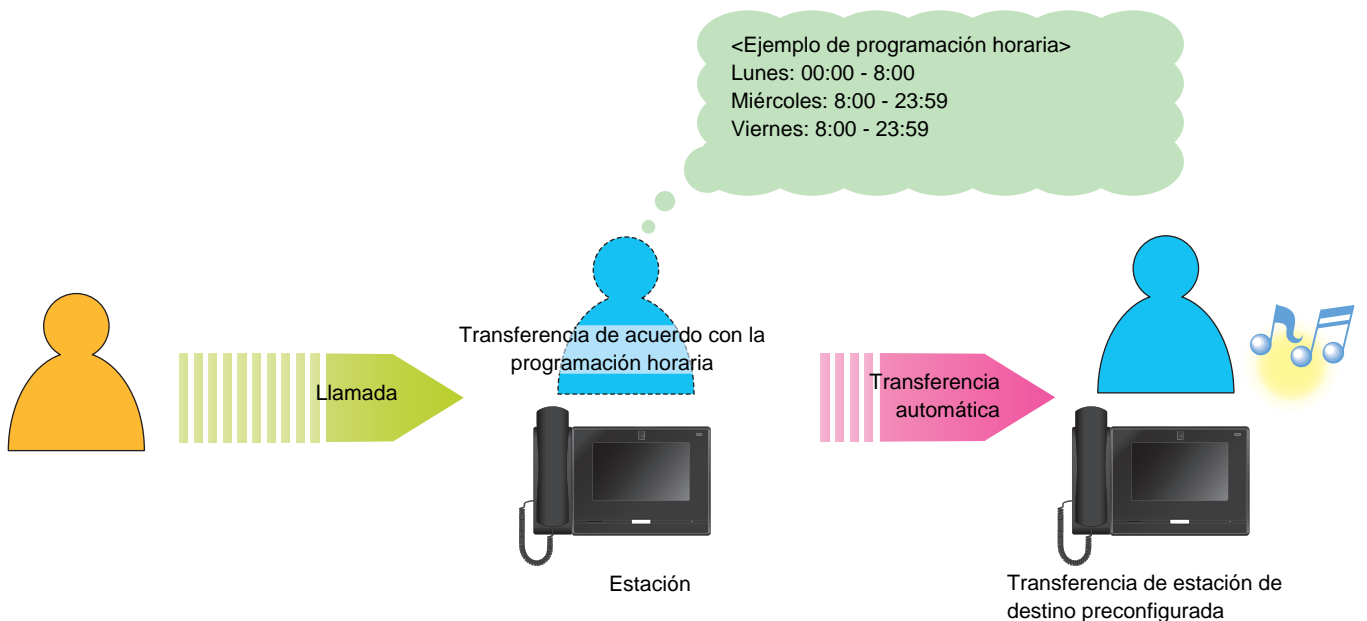 <Ejemplo de programación horaria>
Lunes: 00:00 - 8:00
Miércoles: 8:00 - 23:59
Viernes: 8:00 - 23:59
Transferencia de acuerdo con la
programación horaria
Llamada
Transferencia
automática
Estación
Transferencia de estación de
destino preconfigurada